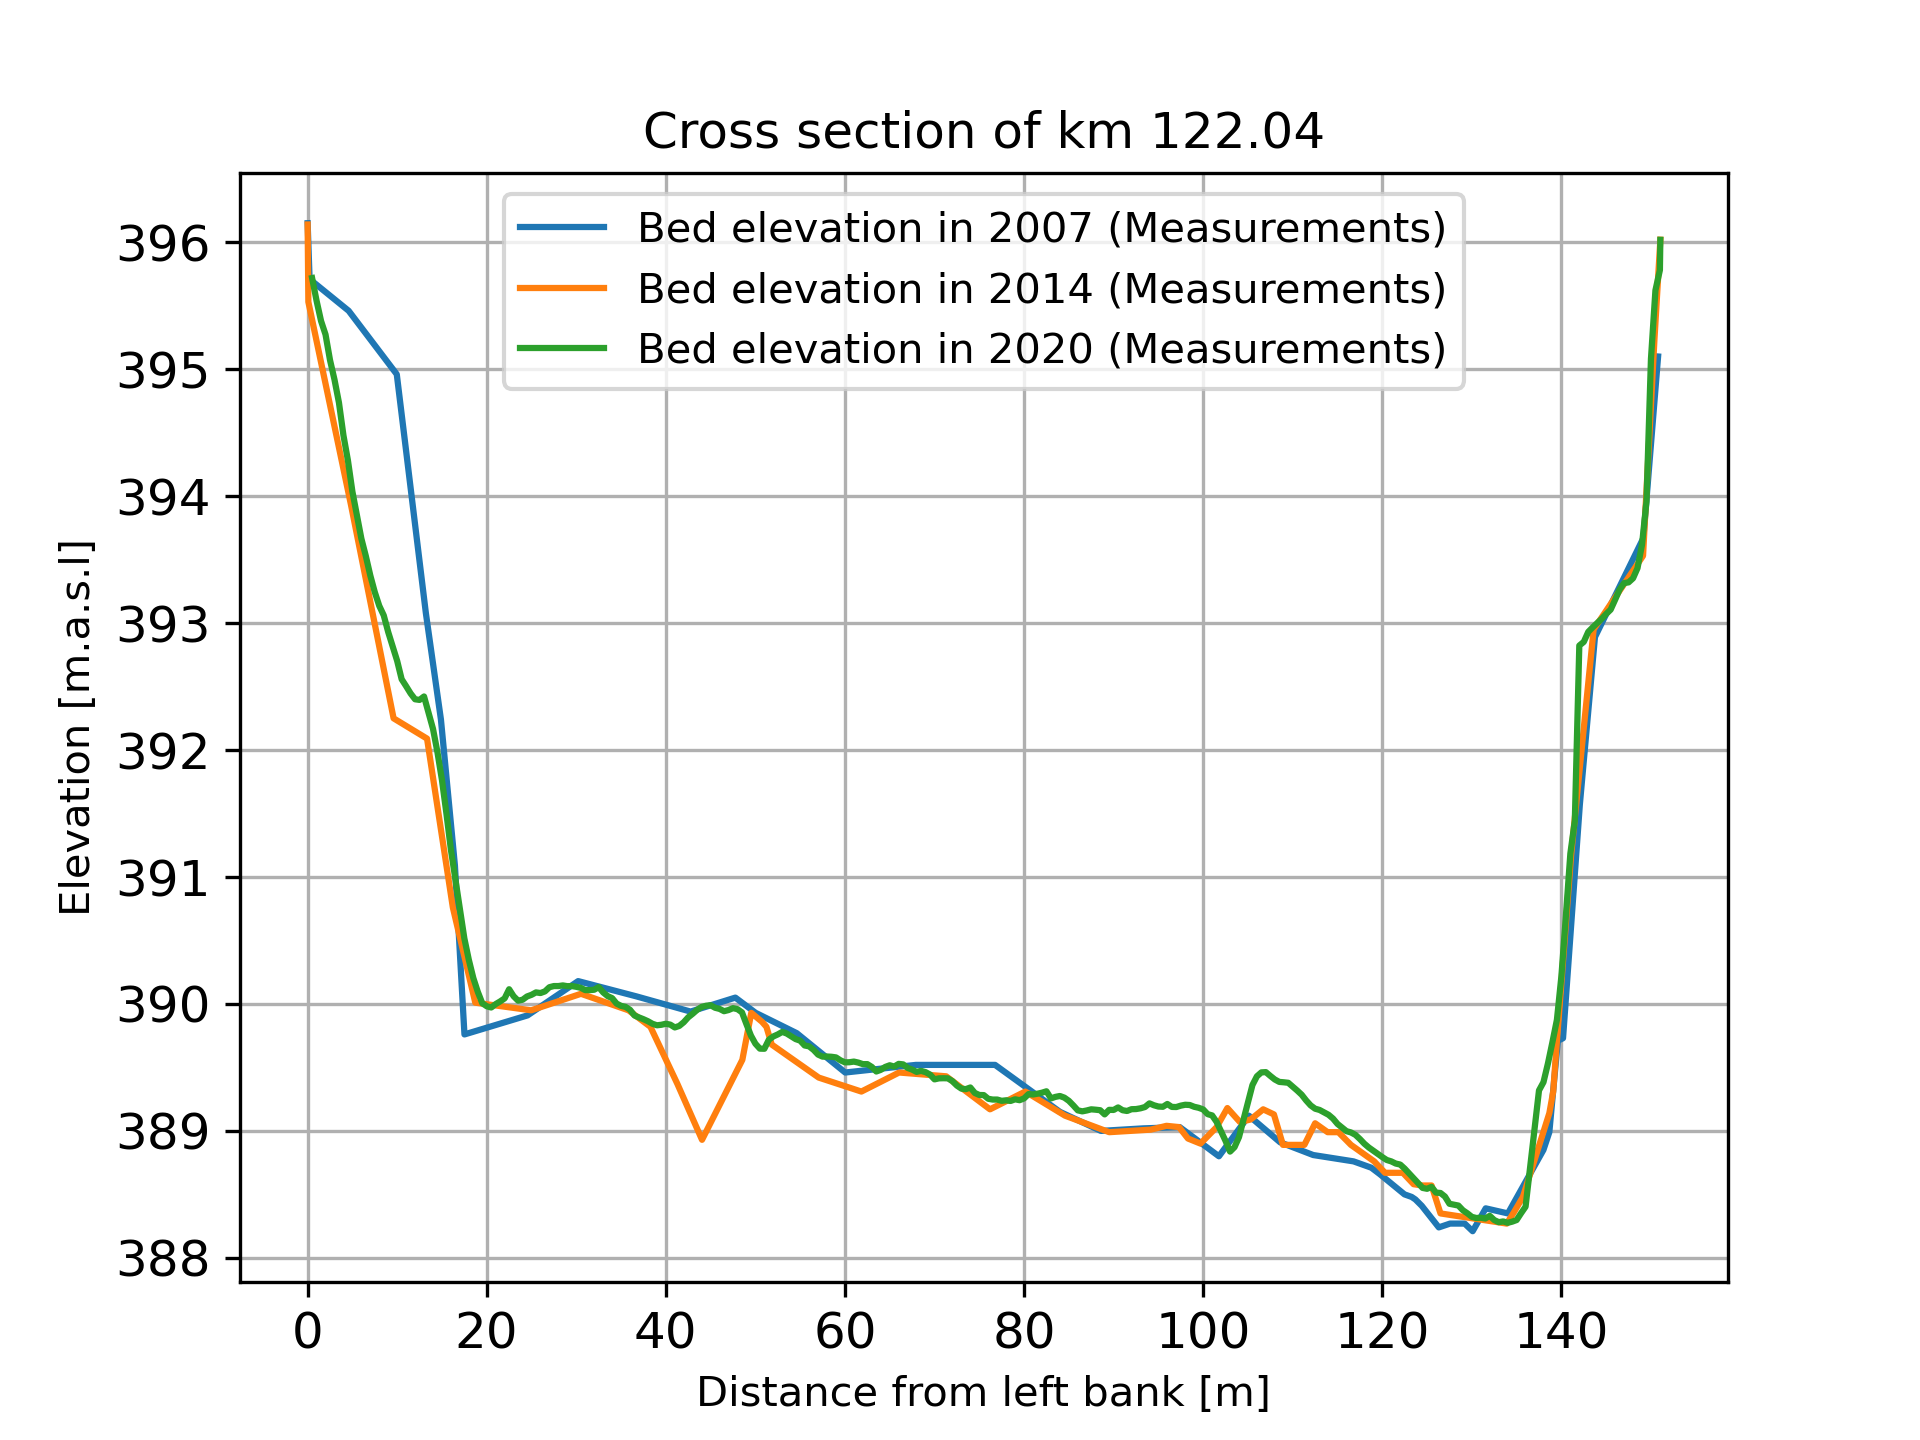 Cross section of km 122.04
Bed elevation in 2007 (Measurements)
Bed elevation in 2014 (Measurements)
Bed elevation in 2020 (Measurements)
Elevation [m.a.s.l]
396
395
394
393
392
391
390
389
388
0 20 40 60 80 100 120 140
Distance from left bank [m]